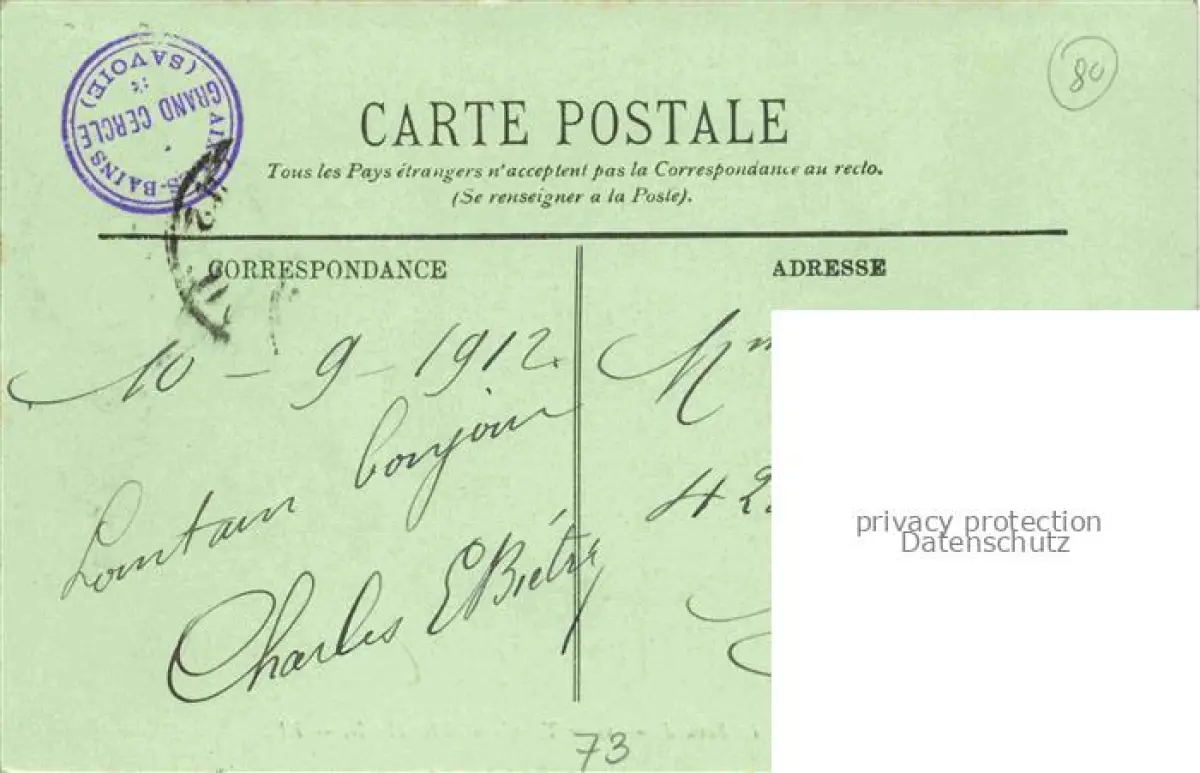 AIX-LES-BAINS
(SAVOIE)
GRAND CERCLE
80
CARTE POSTALE
Tous les Pays étrangers n'acceptent pas la Correspondance au recto.
(Se renseigner a la Poste).
CORRESPONDANCE
ADRESSE
10 - 9 - 1912.
Lointain bonjour
Charles
M m
42
privacy protection
Datenschutz
73